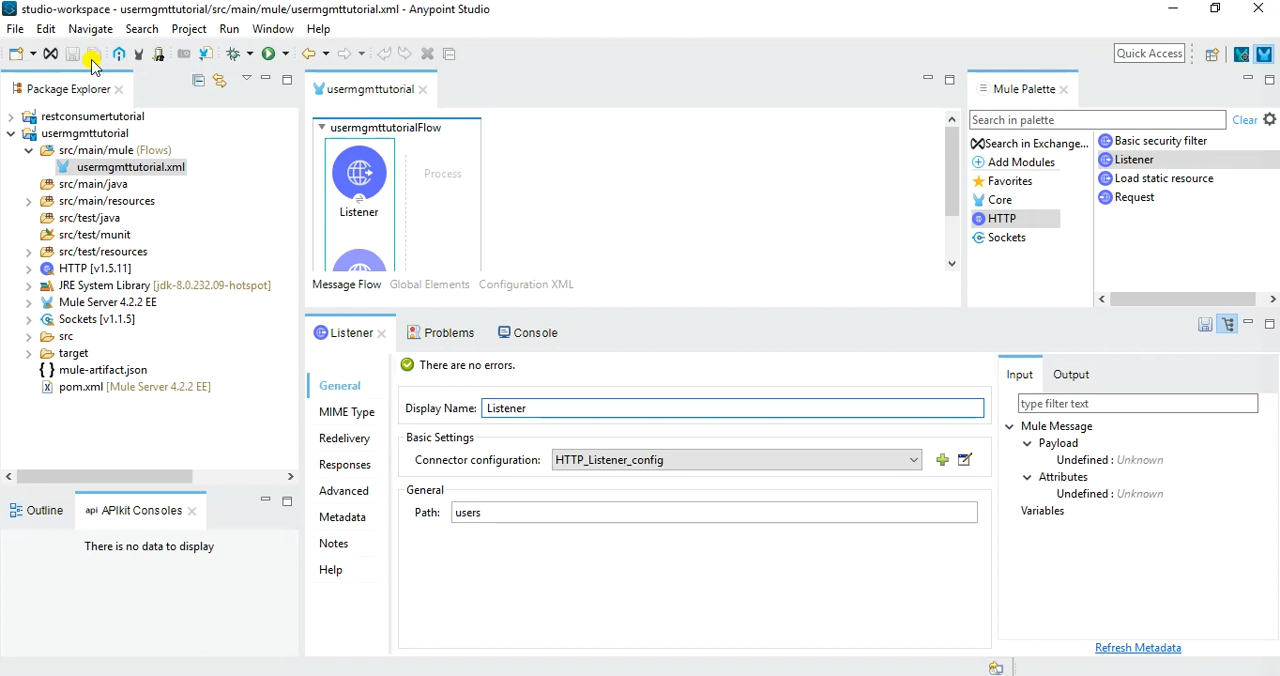 studio-workspace - usermgmttutorial/src/main/mule/usermgmttutorial.xml - Anypoint Studio
File Edit Navigate Search Project Run Window Help
Quick Access
Package Explorer
restconsumertutorial
usermgmttutorial
src/main/mule (Flows)
usermgmttutorial.xml
src/main/java
src/main/resources
src/test/java
src/test/munit
src/test/resources
HTTP [v1.5.11]
JRE System Library [jdk-8.0.232.09-hotspot]
Mule Server 4.2.2 EE
Sockets [v1.1.5]
src
target
mule-artifact.json
pom.xml [Mule Server 4.2.2 EE]
Outline
api APIkit Consoles
There is no data to display
usermgmttutorial
usermgmttutorialFlow
Process
Listener
Message Flow Global Elements Configuration XML
Mule Palette
Search in palette
Clear
Search in Exchange...
Add Modules
Favorites
Core
HTTP
Sockets
Basic security filter
Listener
Load static resource
Request
Listener Problems Console
General
MIME Type
Redelivery
Responses
Advanced
Metadata
Notes
Help
There are no errors.
Display Name: Listener
Basic Settings
Connector configuration: HTTP_Listener_config
General
Path: users
Input Output
type filter text
Mule Message
Payload
Undefined : Unknown
Attributes
Undefined : Unknown
Variables
Refresh Metadata